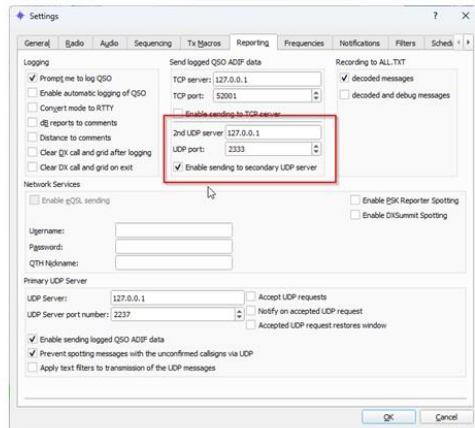 Settings
General Radio Audio Sequencing Tx Macros Reporting Frequencies Notifications Filters Schedu
Logging
Prompt me to log QSO
Enable automatic logging of QSO
Convert mode to RTTY
dB reports to comments
Distance to comments
Clear DX call and grid after logging
Clear DX call and grid on exit
Send logged QSO ADIF data
TCP server: 127.0.0.1
TCP port: 52001
Enable sending to TCP server
2nd UDP server 127.0.0.1
UDP port: 2333
Enable sending to secondary UDP server
Recording to ALL.TXT
decoded messages
decoded and debug messages
Network Services
Enable eQSL sending
Enable PSK Reporter Spotting
Enable DXSummit Spotting
Username:
Password:
QTH Nickname:
Primary UDP Server
UDP Server: 127.0.0.1
UDP Server port number: 2237
Accept UDP requests
Notify on accepted UDP request
Accepted UDP request restores window
Enable sending logged QSO ADIF data
Prevent spotting messages with the unconfirmed callsigns via UDP
Apply text filters to transmission of the UDP messages
OK Cancel